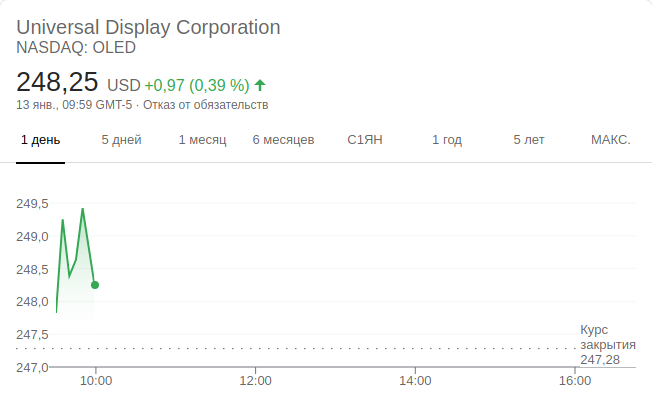 Universal Display Corporation
NASDAQ: OLED
248,25 USD +0,97 (0,39 %)
13 янв., 09:59 GMT-5 · Отказ от обязательств
1 день 5 дней 1 месяц 6 месяцев С1ЯН 1 год 5 лет МАКС.
249,5
249,0
248,5
248,0
247,5
247,0
Курс
закрытия
247,28
10:00 12:00 14:00 16:00